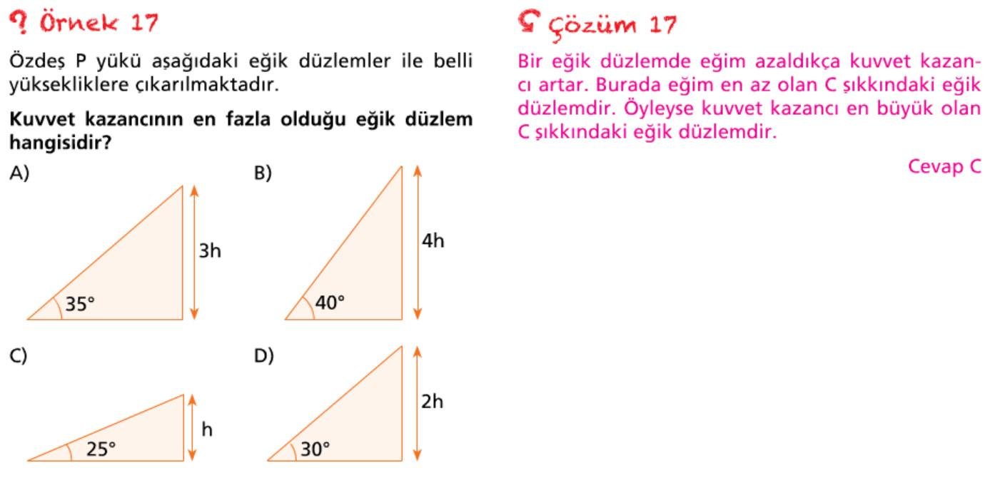 ? Örnek 17
Özdeş P yükü aşağıdaki eğik düzlemler ile belli
yüksekliklere çıkarılmaktadır.
Kuvvet kazancının en fazla olduğu eğik düzlem
hangisidir?
A)
3h
35°
B)
4h
40°
C)
h
25°
D)
2h
30°
Çözüm 17
Bir eğik düzlemde eğim azaldıkça kuvvet kazan-
cı artar. Burada eğim en az olan C şıkkındaki eğik
düzlemdir. Öyleyse kuvvet kazancı en büyük olan
C şıkkındaki eğik düzlemdir.
Cevap C